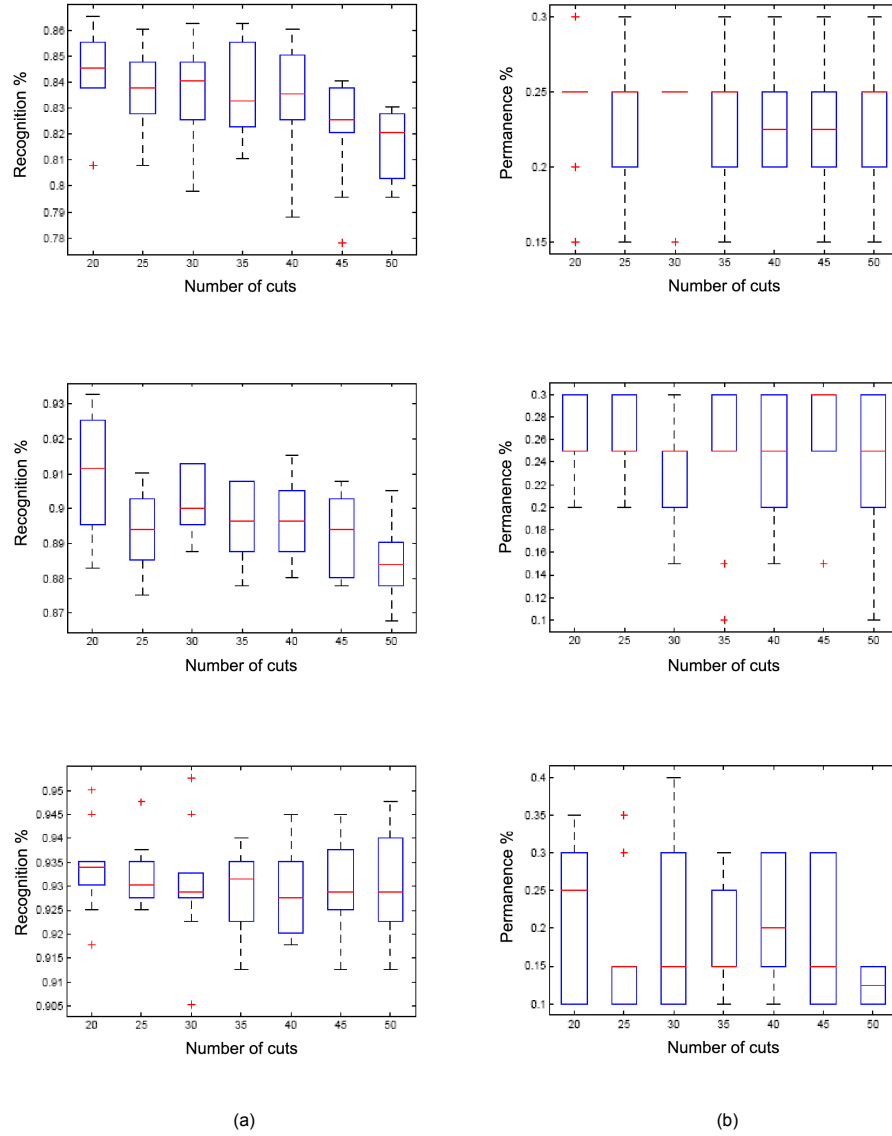 Recognition %
0.86
0.85
0.84
0.83
0.82
0.81
0.8
0.79
0.78
20 25 30 35 40 45 50
Number of cuts
Permanence %
0.3
0.25
0.2
0.15
20 25 30 35 40 45 50
Number of cuts
Recognition %
0.93
0.92
0.91
0.9
0.89
0.88
0.87
20 25 30 35 40 45 50
Number of cuts
Permanence %
0.3
0.28
0.26
0.24
0.22
0.2
0.18
0.16
0.14
0.12
0.1
20 25 30 35 40 45 50
Number of cuts
Recognition %
0.95
0.945
0.94
0.935
0.93
0.925
0.92
0.915
0.91
0.905
20 25 30 35 40 45 50
Number of cuts
Permanence %
0.4
0.35
0.3
0.25
0.2
0.15
0.1
20 25 30 35 40 45 50
Number of cuts
(a)
(b)